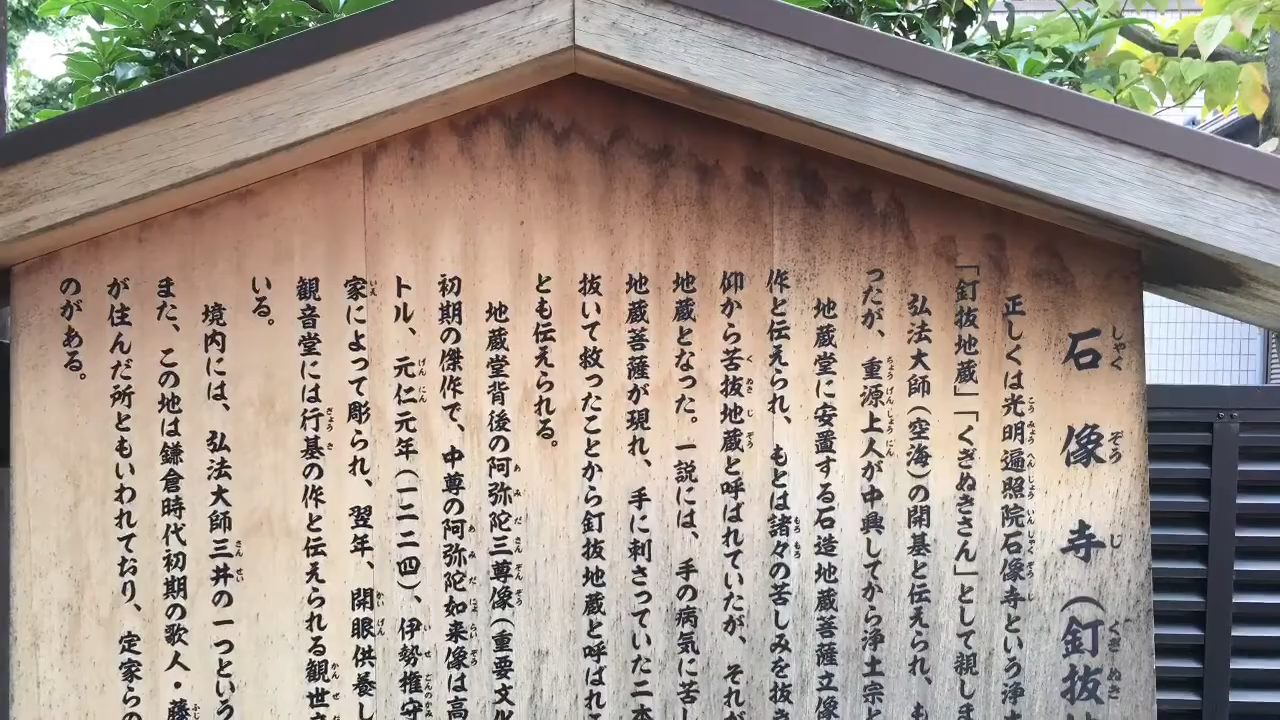 石像寺（釘抜
正しくは光明遍照院石像寺という浄
「釘抜地蔵」「くぎぬきさん」として親しま
弘法大師（空海）の開基と伝えられ、も
ったが、重源上人が中興してから浄土宗と
地蔵堂に安置する石造地蔵菩薩立像
作と伝えられ、もとは諸々の苦しみを抜き
仰から苦抜地蔵と呼ばれていたが、それが
地蔵となった。一説には、手の病気に苦し
地蔵菩薩が現れ、手に刺さっていた二本
抜いて救ったことから釘抜地蔵と呼ばれる
とも伝えられる。
地蔵堂背後の阿弥陀三尊像（重要文化
初期の傑作で、中尊の阿弥陀如来像は高
トル、元仁元年（一二二四）、伊勢権守
家によって彫られ、翌年、開眼供養し
観音堂には行基の作と伝えられる観世
いる。
境内には、弘法大師三井の一つという
また、この地は鎌倉時代初期の歌人・藤
が住んだ所ともいわれており、定家らの
のがある。